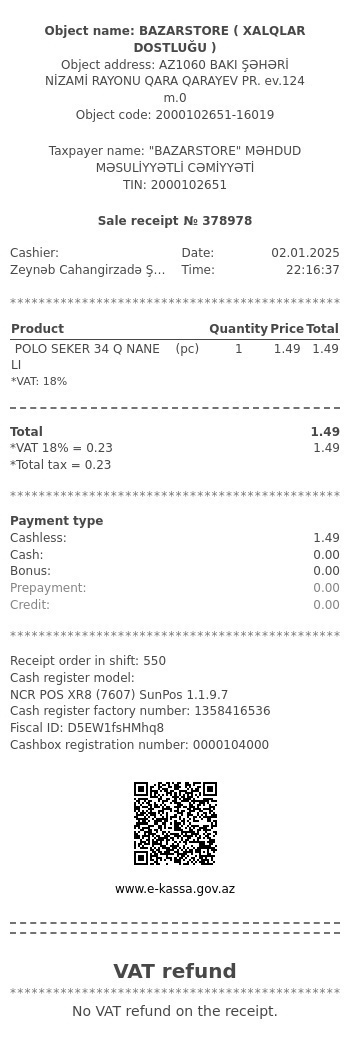 Object name: BAZARSTORE ( XALQLAR
DOSTLUĞU )
Object address: AZ1060 BAKI ŞƏHƏRİ
NİZAMİ RAYONU QARA QARAYEV PR. ev.124
m.0
Object code: 2000102651-16019
Taxpayer name: "BAZARSTORE" MƏHDUD
MƏSULİYYƏTLİ CƏMİYYƏTİ
TIN: 2000102651
Sale receipt № 378978
Cashier: Date: 02.01.2025
Zeynəb Cahangirzadə Ş... Time: 22:16:37
********************************************
Product Quantity Price Total
POLO SEKER 34 Q NANE (pc) 1 1.49 1.49
LI
*VAT: 18%
Total 1.49
*VAT 18% = 0.23 1.49
*Total tax = 0.23
********************************************
Payment type
Cashless: 1.49
Cash: 0.00
Bonus: 0.00
Prepayment: 0.00
Credit: 0.00
********************************************
Receipt order in shift: 550
Cash register model:
NCR POS XR8 (7607) SunPos 1.1.9.7
Cash register factory number: 1358416536
Fiscal ID: D5EW1fsHMhq8
Cashbox registration number: 0000104000
www.e-kassa.gov.az
VAT refund
********************************************
No VAT refund on the receipt.